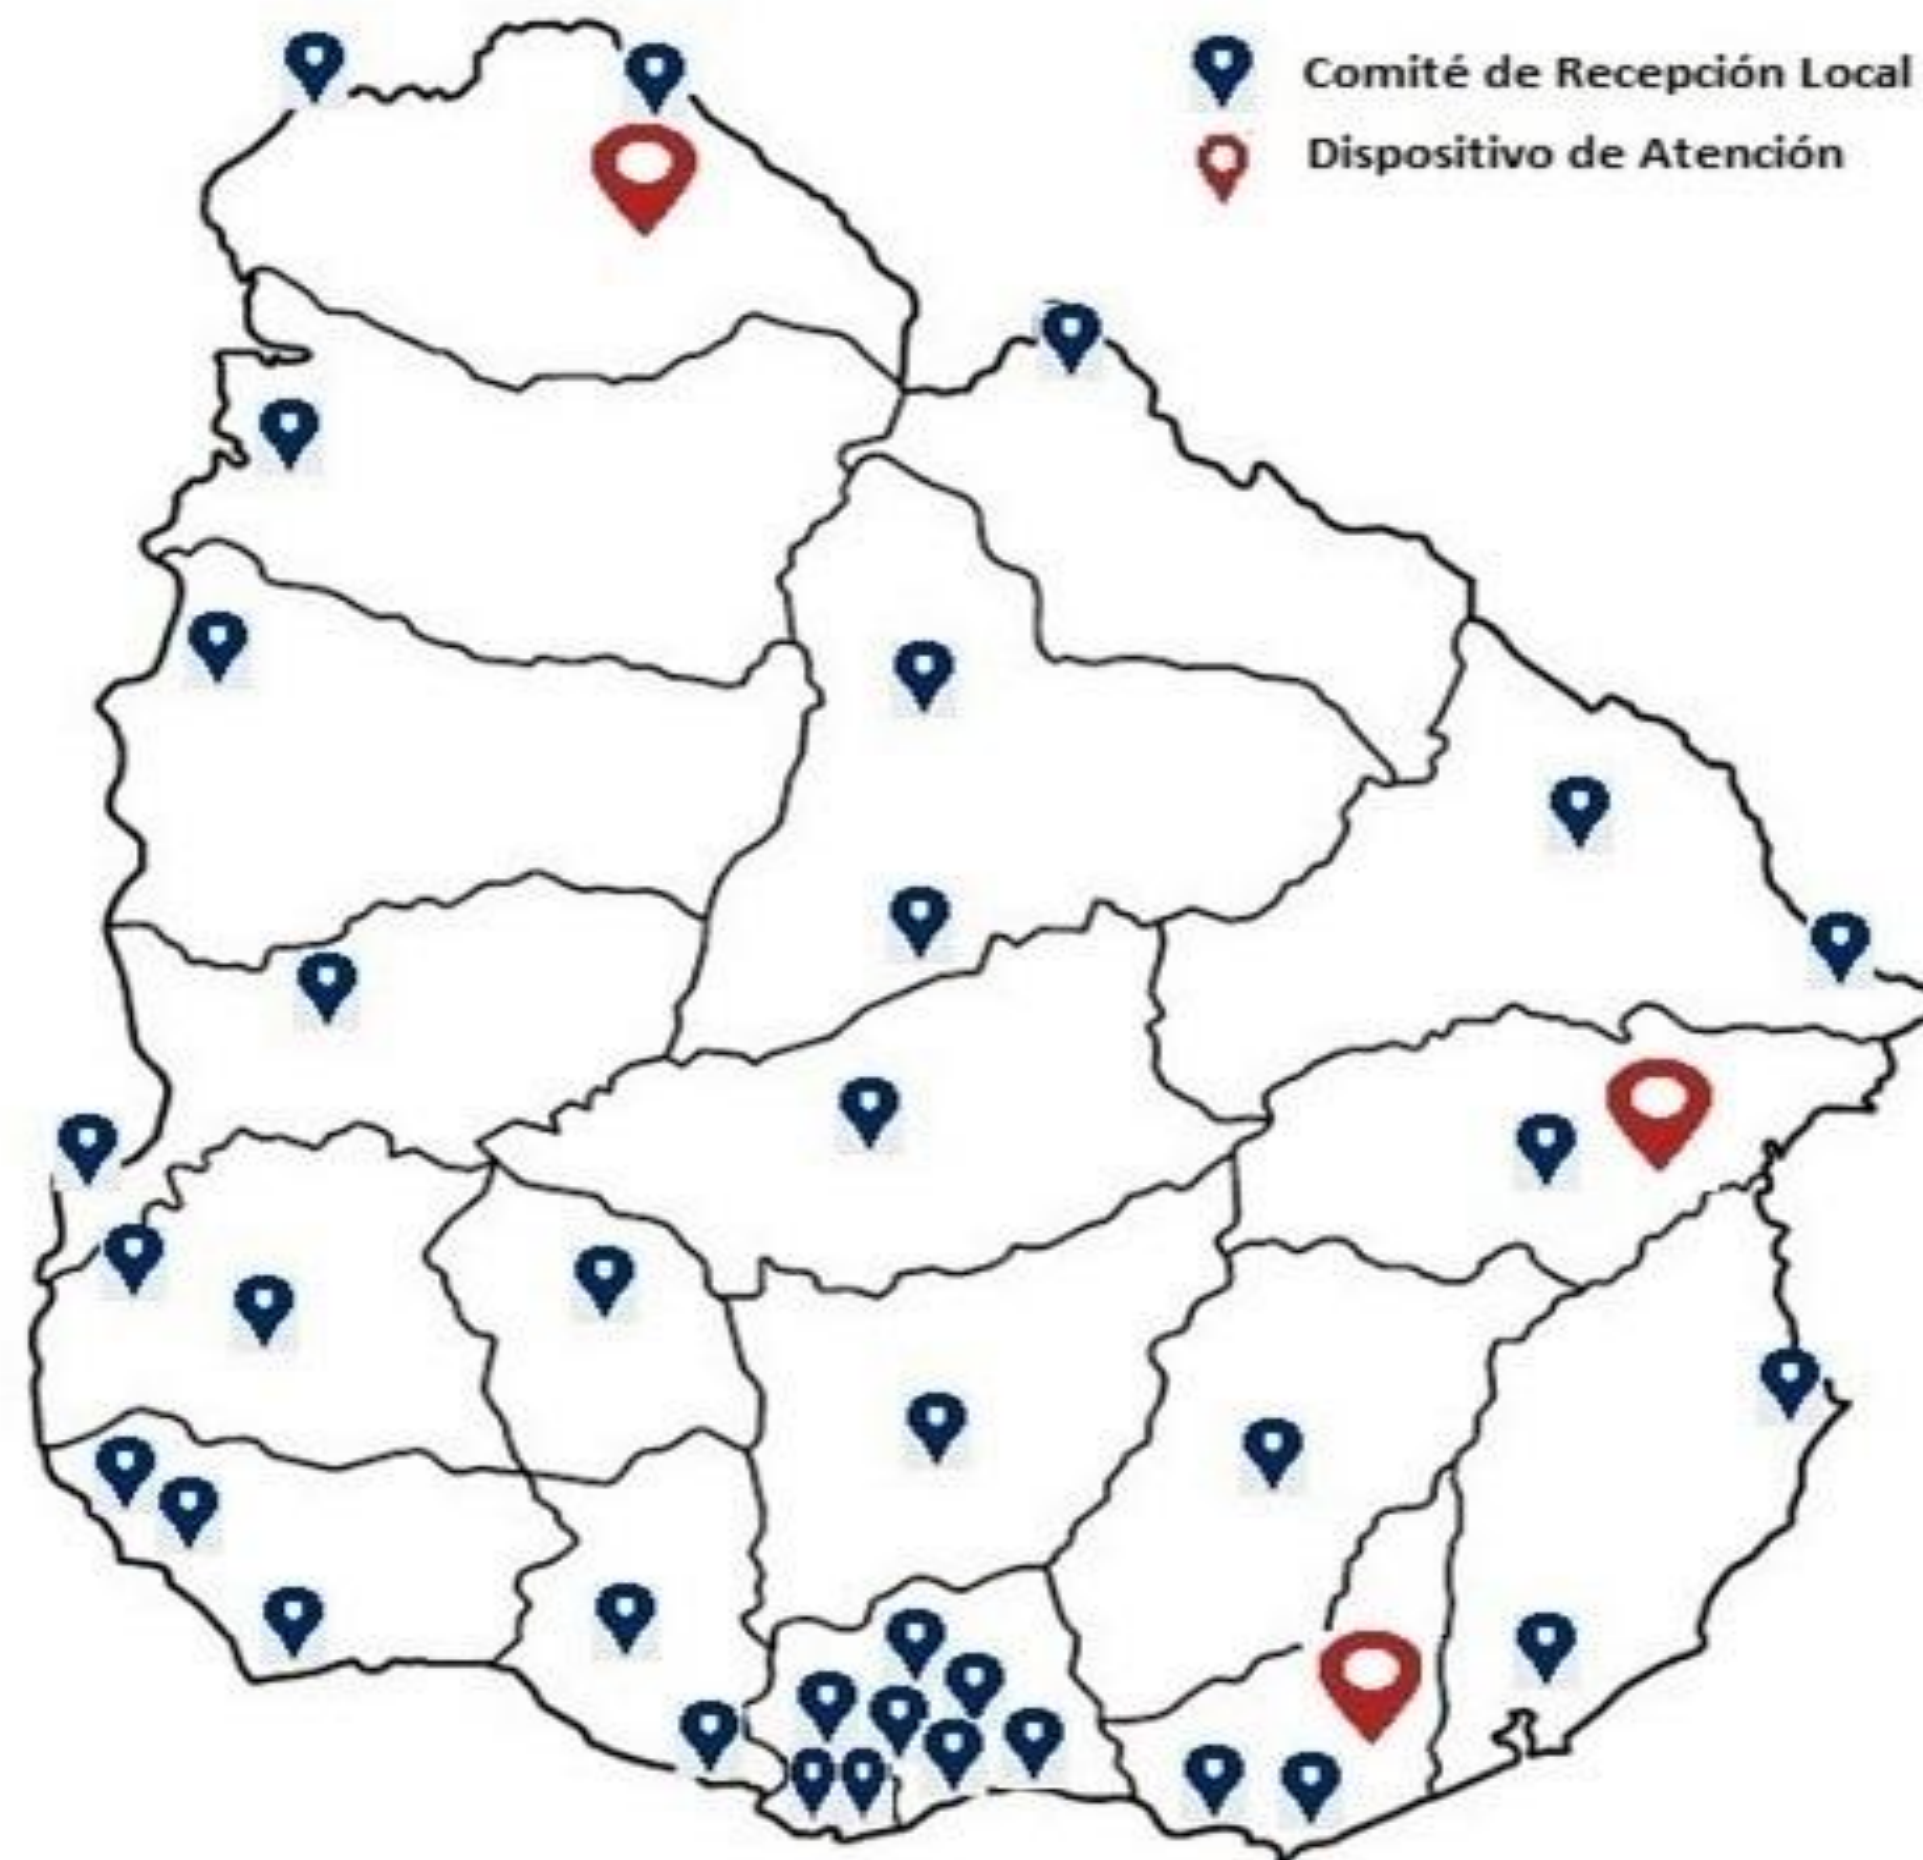 Comité de Recepción Local
Dispositivo de Atención